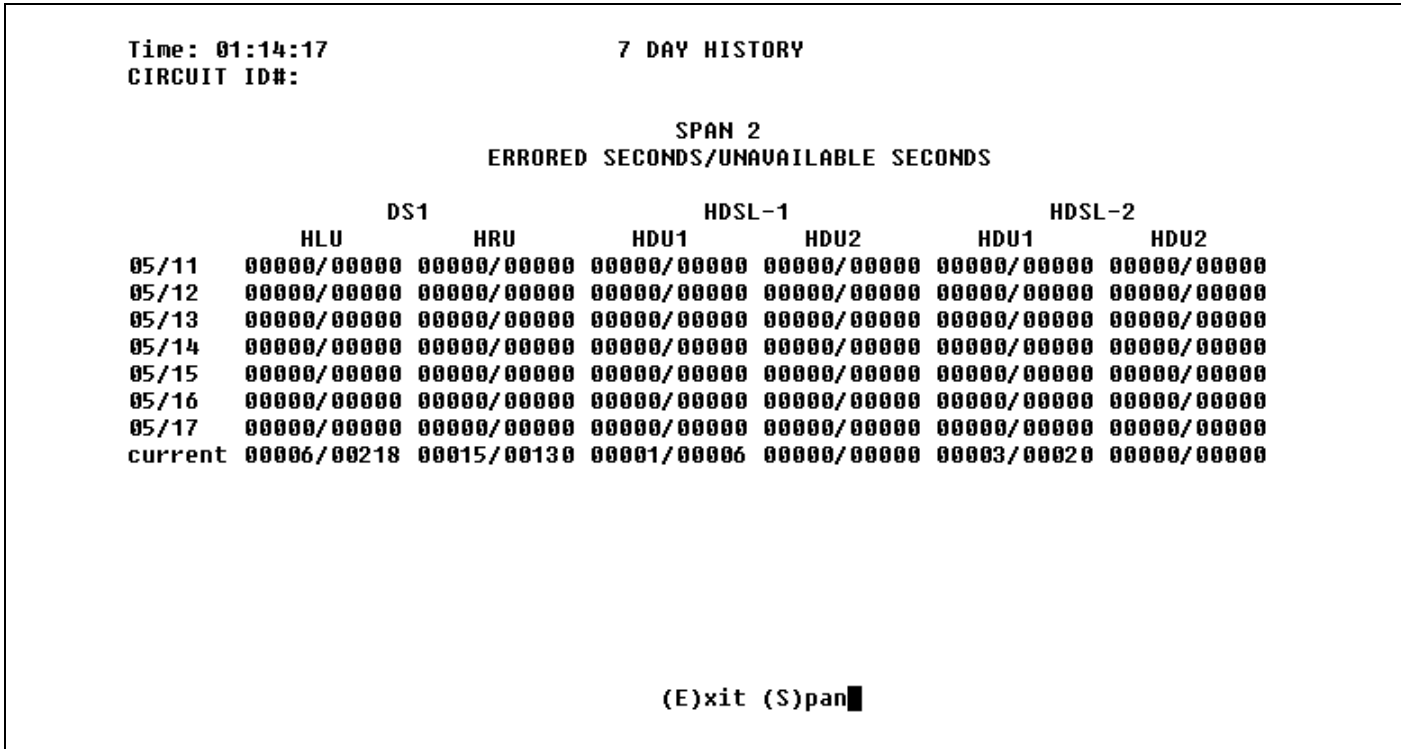 Time: 01:14:17 7 DAY HISTORY
CIRCUIT ID#:
SPAN 2
ERRORED SECONDS/UNAVAILABLE SECONDS
DS1 HDSL-1 HDSL-2
HLU HRU HDU1 HDU2 HDU1 HDU2
05/11 00000/00000 00000/00000 00000/00000 00000/00000 00000/00000 00000/00000
05/12 00000/00000 00000/00000 00000/00000 00000/00000 00000/00000 00000/00000
05/13 00000/00000 00000/00000 00000/00000 00000/00000 00000/00000 00000/00000
05/14 00000/00000 00000/00000 00000/00000 00000/00000 00000/00000 00000/00000
05/15 00000/00000 00000/00000 00000/00000 00000/00000 00000/00000 00000/00000
05/16 00000/00000 00000/00000 00000/00000 00000/00000 00000/00000 00000/00000
05/17 00000/00000 00000/00000 00000/00000 00000/00000 00000/00000 00000/00000
current 00006/00218 00015/00130 00001/00006 00000/00000 00003/00020 00000/00000
(E)xit (S)pan